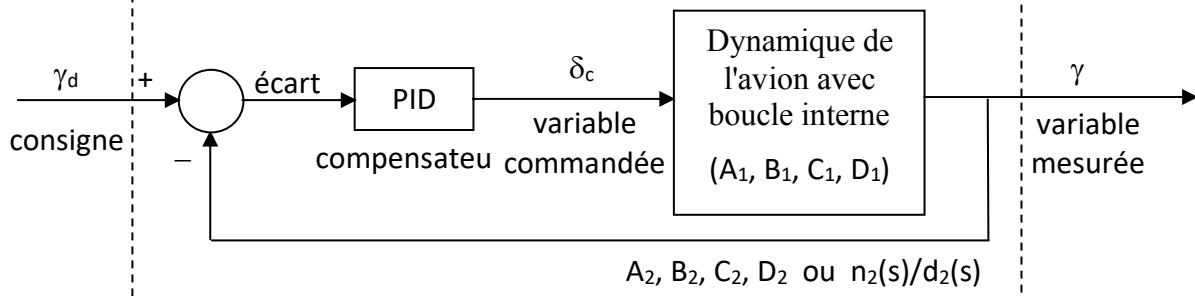 γd
+
écart
PID
δc
Dynamique de
l'avion avec
boucle interne
(A1, B1, C1, D1)
γ
consigne
−
compensateu
variable
commandée
variable
mesurée
A2, B2, C2, D2 ou n2(s)/d2(s)